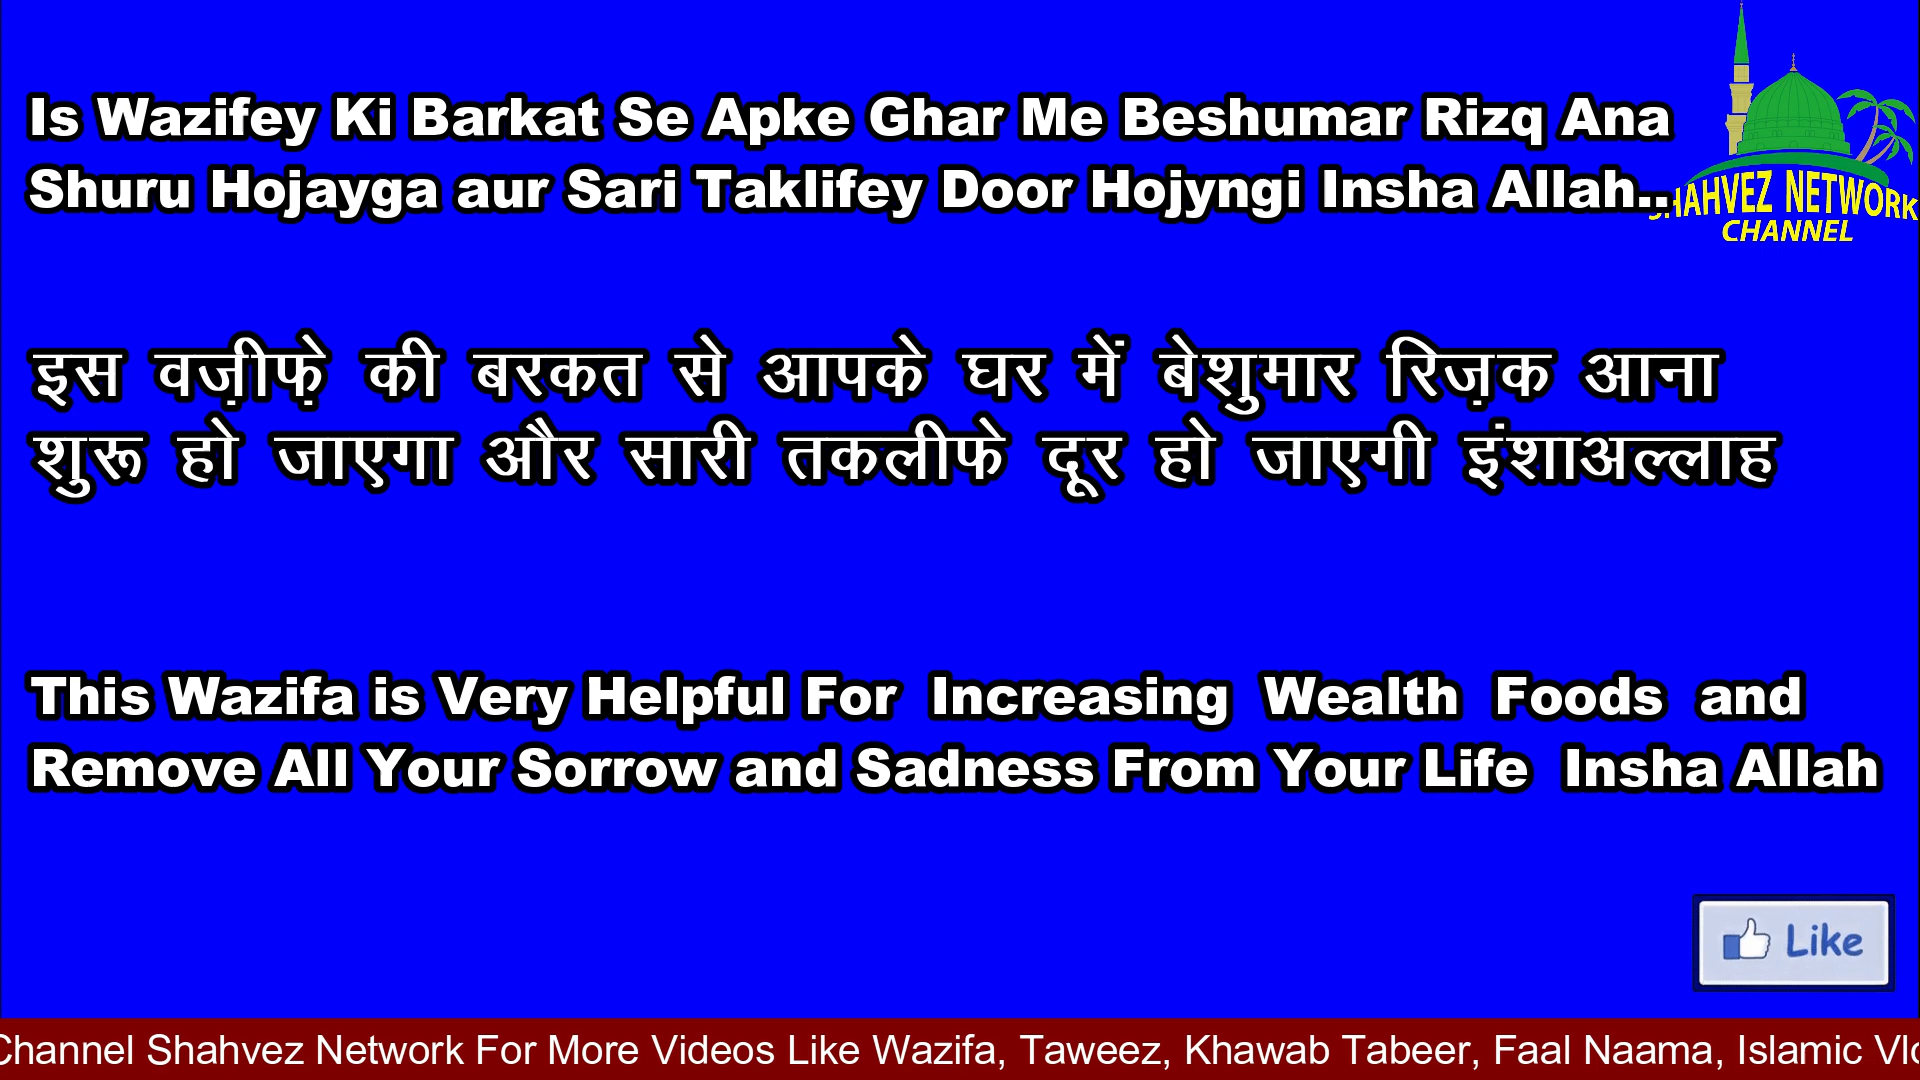 Is Wazifey Ki Barkat Se Apke Ghar Me Beshumar Rizq Ana
Shuru Hojayga aur Sari Taklifey Door Hojyngi Insha Allah..
SHAHVEZ NETWORK
CHANNEL
इस वज़ीफ़े की बरकत से आपके घर में बेशुमार रिज़क आना
शुरू हो जाएगा और सारी तकलीफे दूर हो जाएगी इंशाअल्लाह
This Wazifa is Very Helpful For Increasing Wealth Foods and
Remove All Your Sorrow and Sadness From Your Life Insha Allah
Like
Channel Shahvez Network For More Videos Like Wazifa, Taweez, Khawab Tabeer, Faal Naama, Islamic